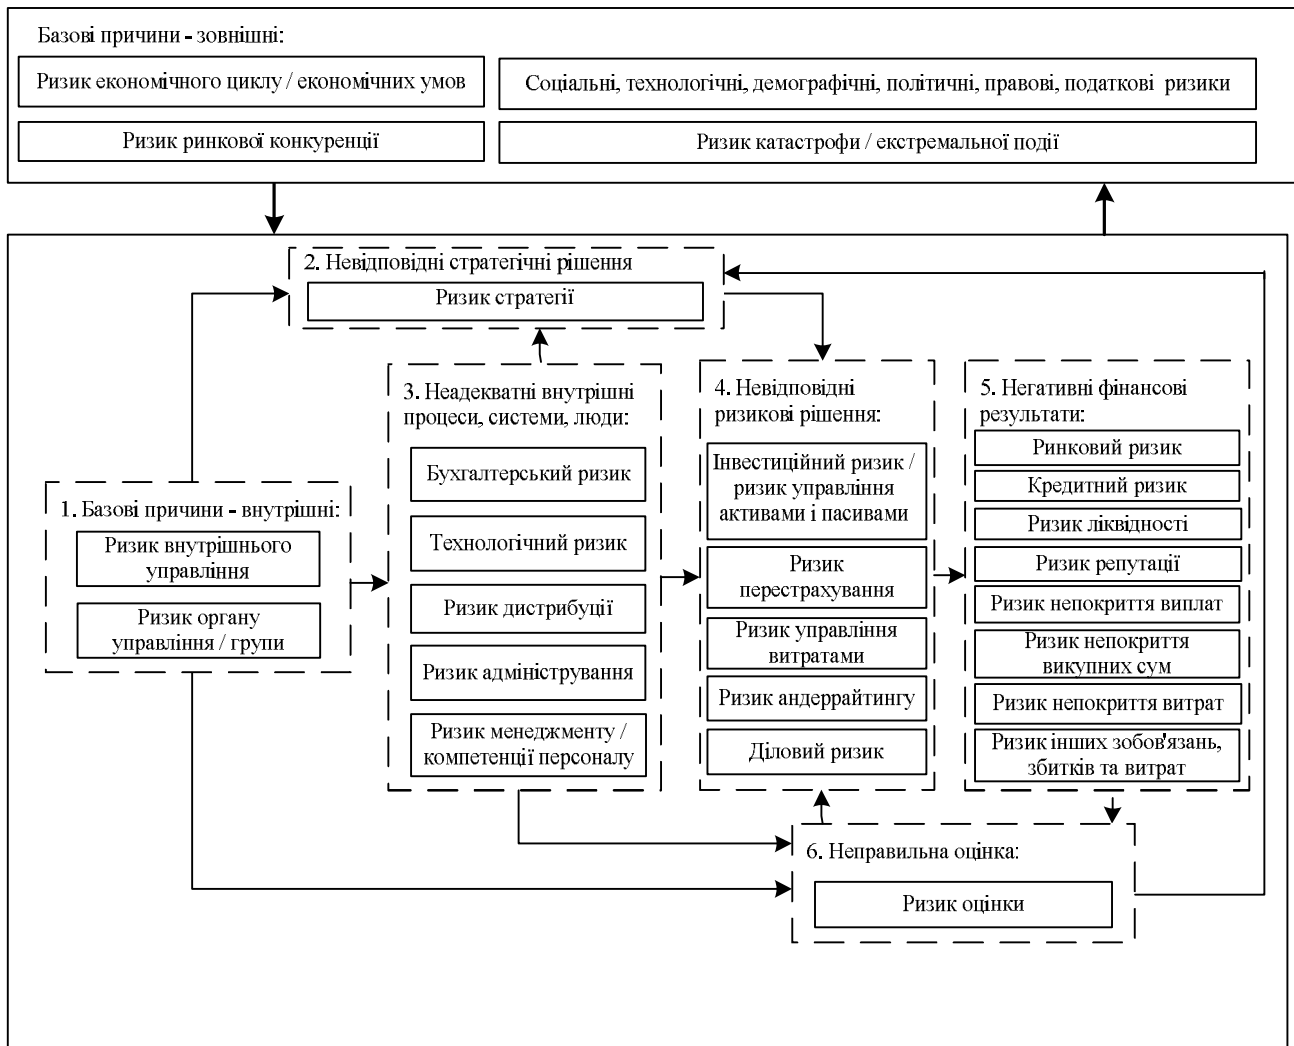 Базові причини - зовнішні:
Ризик економічного циклу / економічних умов
Соціальні, технологічні, демографічні, політичні, правові, податкові ризики
Ризик ринкової конкуренції
Ризик катастрофи / екстремальної події
2. Невідповідні стратегічні рішення
Ризик стратегії
3. Неадекватні внутрішні
процеси, системи, люди:
Бухгалтерський ризик
Технологічний ризик
Ризик дистрибуції
Ризик адміністрування
Ризик менеджменту /
компетенції персоналу
4. Невідповідні
ризикові рішення:
Інвестиційний ризик /
ризик управління
активами і пасивами
Ризик
перестрахування
Ризик управління
витратами
Ризик андеррайтингу
Діловий ризик
5. Негативні фінансові
результати:
Ринковий ризик
Кредитний ризик
Ризик ліквідності
Ризик репутації
Ризик непокриття виплат
Ризик непокриття
викупних сум
Ризик непокриття витрат
Ризик інших зобов'язань,
збитків та витрат
1. Базові причини - внутрішні:
Ризик внутрішнього
управління
Ризик органу
управління / групи
6. Неправильна оцінка:
Ризик оцінки